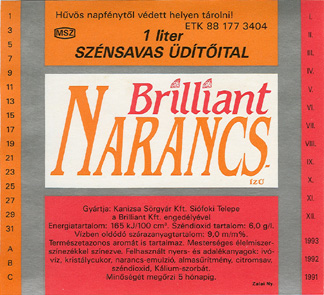 Hűvös napfénytől védett helyen tárolni!
ETK 88 177 3404
MSZ
1 liter
SZÉNSAVAS ÜDÍTŐITAL
Brilliant
NARANCS
ÍZŰ
Gyártja: Kanizsa Sörgyár Kft. Siófoki Telepe
a Brilliant Kft. engedélyével
Energiatartalom: 165 kJ/100 cm³. Széndioxid tartalom: 6.0 g/l.
Vízben oldódó szárazanyagtartalom: 9.0 m/m%.
Természetazonos aromát is tartalmaz. Mesterséges élelmiszer-
színezékkel színezve. Felhasznált nyers- és adalékanyagok: ivó-
víz, kristálycukor, narancs-emulzió, almasűrítmény, citromsav,
széndioxid, Kálium-szorbát.
Minőségét megőrzi 5 hónapig.
Zalai Ny.
1
3
5
7
9
11
13
15
17
19
21
23
25
27
29
31
A
B
C
I.
II.
III.
IV.
V.
VI.
VII.
VIII.
IX.
X.
XI.
XII.
1993
1992
1991